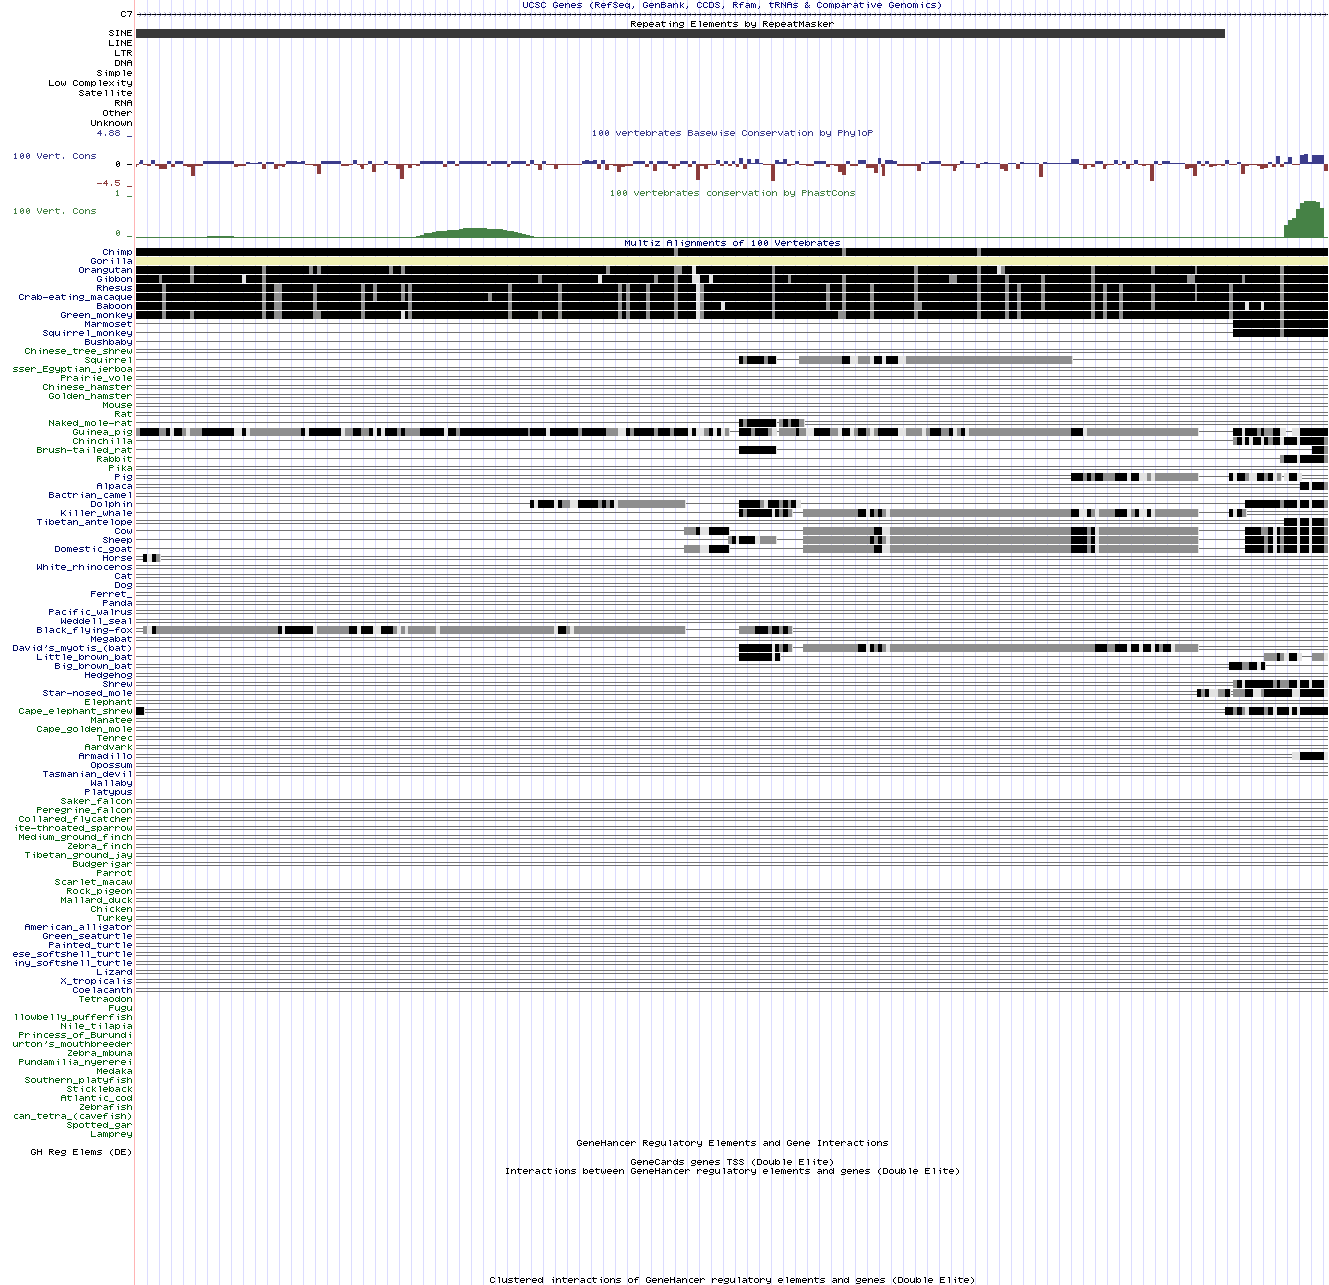 UCSC Genes (RefSeq, GenBank, CCDS, Rfam, tRNAs & Comparative Genomics)
C7
Repeating Elements by RepeatMasker
SINE
LINE
LTR
DNA
Simple
Low Complexity
Satellite
RNA
Other
Unknown
4.88 _
100 vertebrates Basewise Conservation by PhyloP
100 Vert. Cons
0 -
-4.5 _
100 vertebrates conservation by PhastCons
1 _
100 Vert. Cons
0 _
Multiz Alignments of 100 Vertebrates
Chimp
Gorilla
Orangutan
Gibbon
Rhesus
Crab-eating_macaque
Baboon
Green_monkey
Marmoset
Squirrel_monkey
Bushbaby
Chinese_tree_shrew
Squirrel
sser_Egyptian_jerboa
Prairie_vole
Chinese_hamster
Golden_hamster
Mouse
Rat
Naked_mole-rat
Guinea_pig
Chinchilla
Brush-tailed_rat
Rabbit
Pika
Pig
Alpaca
Bactrian_camel
Dolphin
Killer_whale
Tibetan_antelope
Cow
Sheep
Domestic_goat
Horse
White_rhinoceros
Cat
Dog
Ferret_
Panda
Pacific_walrus
Weddell_seal
Black_flying-fox
Megabat
David's_myotis_(bat)
Little_brown_bat
Big_brown_bat
Hedgehog
Shrew
Star-nosed_mole
Elephant
Cape_elephant_shrew
Manatee
Cape_golden_mole
Tenrec
Aardvark
Armadillo
Opossum
Tasmanian_devil
Wallaby
Platypus
Saker_falcon
Peregrine_falcon
Collared_flycatcher
ite-throated_sparrow
Medium_ground_finch
Zebra_finch
Tibetan_ground_jay
Budgerigar
Parrot
Scarlet_macaw
Rock_pigeon
Mallard_duck
Chicken
Turkey
American_alligator
Green_seaturtle
Painted_turtle
ese_softshell_turtle
iny_softshell_turtle
Lizard
X_tropicalis
Coelacanth
Tetraodon
Fugu
llowbelly_pufferfish
Nile_tilapia
Princess_of_Burundi
urton's_mouthbreeder
Zebra_mbuna
Pundamilia_nyererei
Medaka
Southern_platyfish
Stickleback
Atlantic_cod
Zebrafish
can_tetra_(cavefish)
Spotted_gar
Lamprey
GeneHancer Regulatory Elements and Gene Interactions
GH Reg Elems (DE)
GeneCards genes TSS (Double Elite)
Interactions between GeneHancer regulatory elements and genes (Double Elite)
Clustered interactions of GeneHancer regulatory elements and genes (Double Elite)